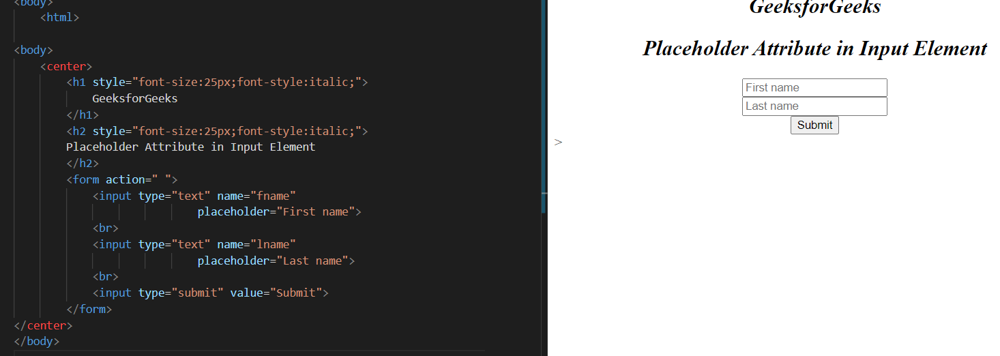 <body>
<html>
<body>
<center>
<h1 style="font-size:25px;font-style:italic;">
GeeksforGeeks
</h1>
<h2 style="font-size:25px;font-style:italic;">
Placeholder Attribute in Input Element
</h2>
<form action=" ">
<input type="text" name="fname"
placeholder="First name">
<br>
<input type="text" name="lname"
placeholder="Last name">
<br>
<input type="submit" value="Submit">
</form>
</center>
</body>
GeeksforGeeks
Placeholder Attribute in Input Element
First name
Last name
Submit
>